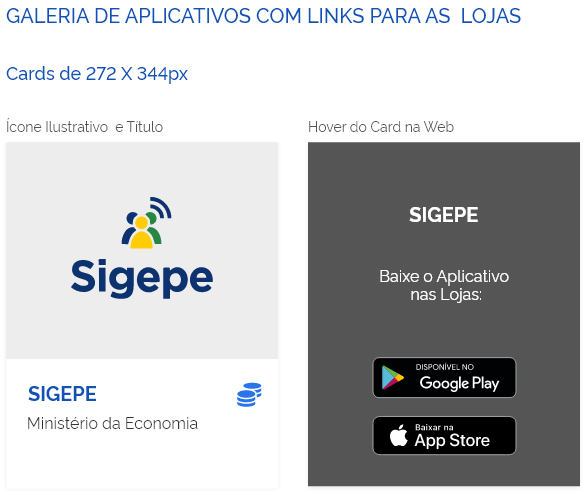 GALERIA DE APLICATIVOS COM LINKS PARA AS LOJAS
Cards de 272 X 344px
Ícone Ilustrativo e Título
Hover do Card na Web
Sigepe
SIGEPE
Ministério da Economia
SIGEPE
Baixe o Aplicativo
nas Lojas:
DISPONÍVEL NO
Google Play
Baixar na
App Store